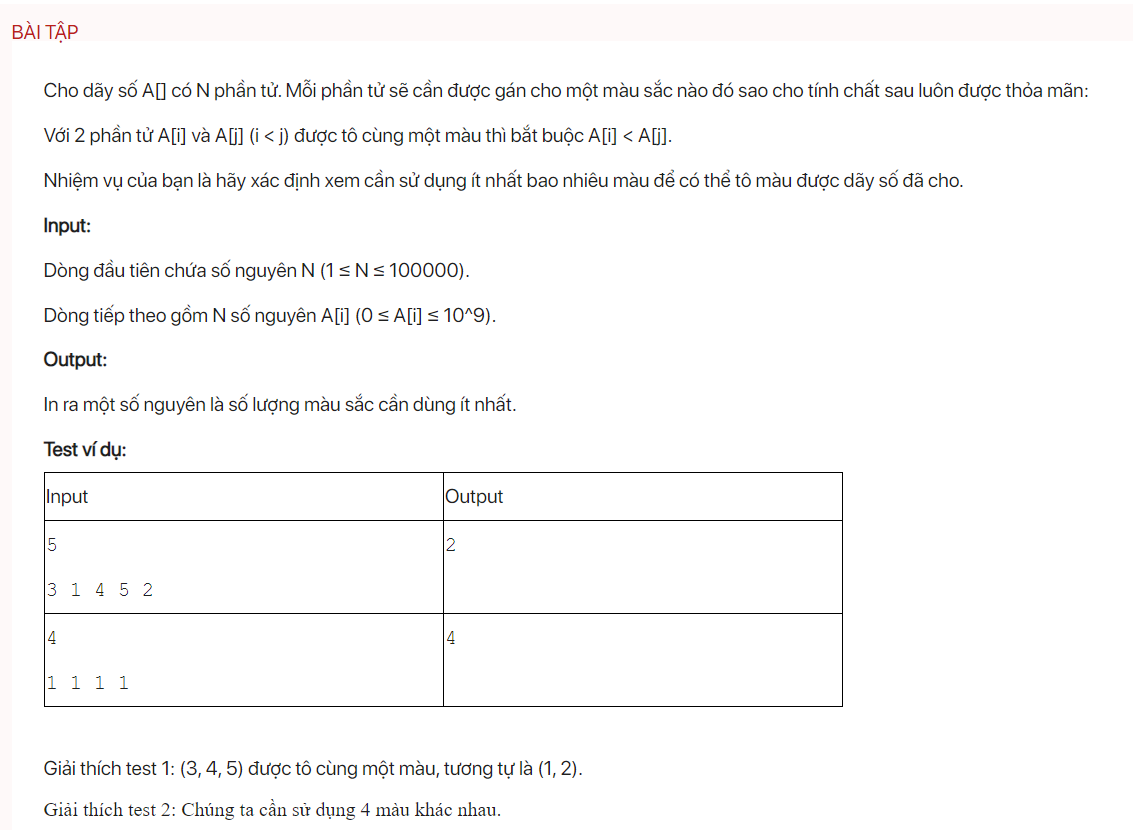 BÀI TẬP
Cho dãy số A[] có N phần tử. Mỗi phần tử sẽ cần được gán cho một màu sắc nào đó sao cho tính chất sau luôn được thỏa mãn:
Với 2 phần tử A[i] và A[j] (i < j) được tô cùng một màu thì bắt buộc A[i] < A[j].
Nhiệm vụ của bạn là hãy xác định xem cần sử dụng ít nhất bao nhiêu màu để có thể tô màu được dãy số đã cho.
Input:
Dòng đầu tiên chứa số nguyên N (1 ≤ N ≤ 100000).
Dòng tiếp theo gồm N số nguyên A[i] (0 ≤ A[i] ≤ 10^9).
Output:
In ra một số nguyên là số lượng màu sắc cần dùng ít nhất.
Test ví dụ:
Input Output
5 2
3 1 4 5 2
4 4
1 1 1 1
Giải thích test 1: (3, 4, 5) được tô cùng một màu, tương tự là (1, 2).
Giải thích test 2: Chúng ta cần sử dụng 4 màu khác nhau.